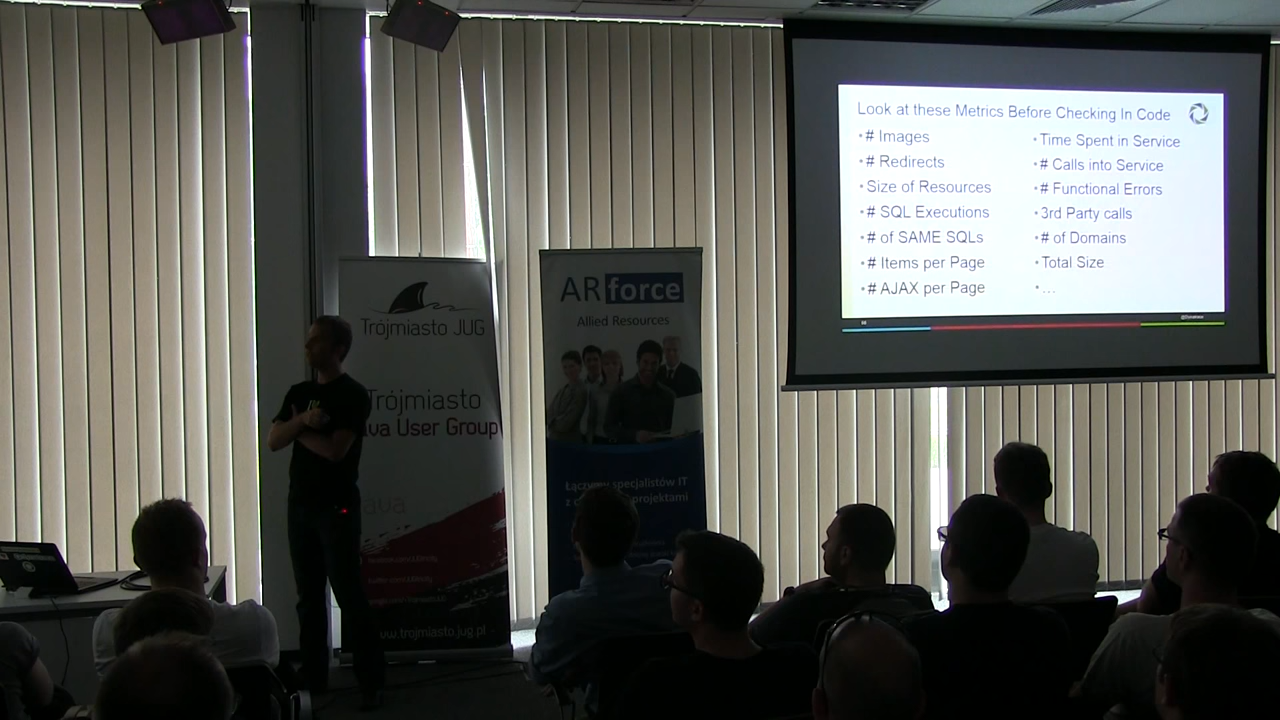 Look at these Metrics Before Checking In Code
• # Images
• # Redirects
• Size of Resources
• # SQL Executions
• # of SAME SQLs
• # Items per Page
• # AJAX per Page
• Time Spent in Service
• # Calls into Service
• # Functional Errors
• 3rd Party calls
• # of Domains
• Total Size
• ...
Trójmiasto JUG
Trójmiasto
ava User Group
ava
www.trojmiasto.jug.pl
AR force
Allied Resources
Łączymy specjalistów IT
z projektami